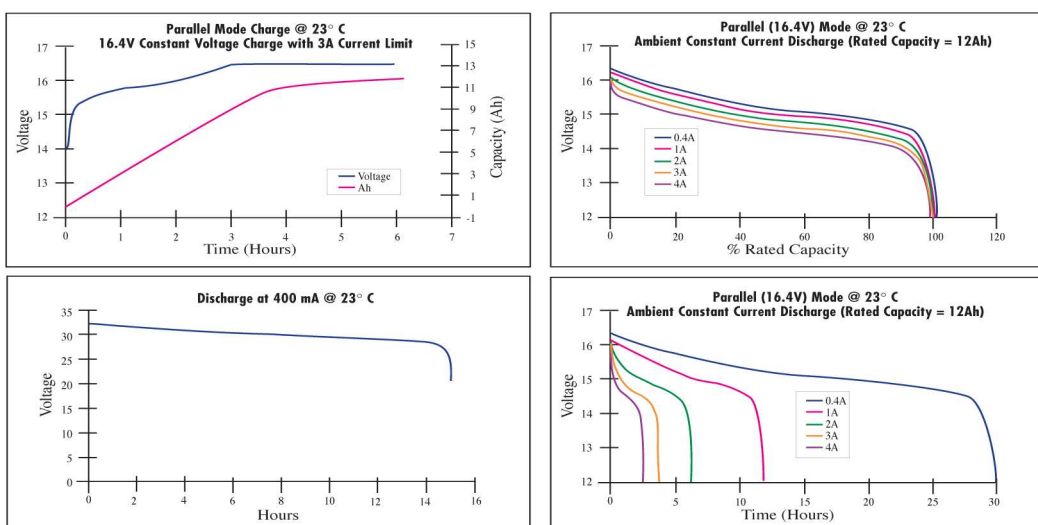 Parallel Mode Charge @ 23° C
16.4V Constant Voltage Charge with 3A Current Limit
17
16
15
14
13
12
Voltage
15
13
11
9
7
5
3
1
-1
Capacity (Ah)
Voltage
Ah
0
1
2
3
4
5
6
7
Time (Hours)
Parallel (16.4V) Mode @ 23° C
Ambient Constant Current Discharge (Rated Capacity = 12Ah)
17
16
15
14
13
12
Voltage
0.4A
1A
2A
3A
4A
0
20
40
60
80
100
120
% Rated Capacity
Discharge at 400 mA @ 23° C
35
30
25
20
15
30
5
0
Voltage
0
2
4
6
8
10
12
14
16
Hours
Parallel (16.4V) Mode @ 23° C
Ambient Constant Current Discharge (Rated Capacity = 12Ah)
17
16
15
14
13
12
Voltage
0.4A
1A
2A
3A
4A
0
5
10
15
20
25
30
Time (Hours)